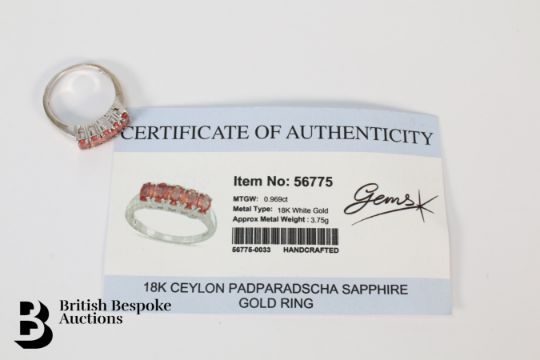 CERTIFICATE OF AUTHENTICITY
Item No: 56775
MTGW: 0.969ct
Metal Type: 18K White Gold
Approx Metal Weight: 3.75g
56775-0033 HANDCRAFTED
Gems
18K CEYLON PADPARADSCHA SAPPHIRE
GOLD RING
British Bespoke
Auctions